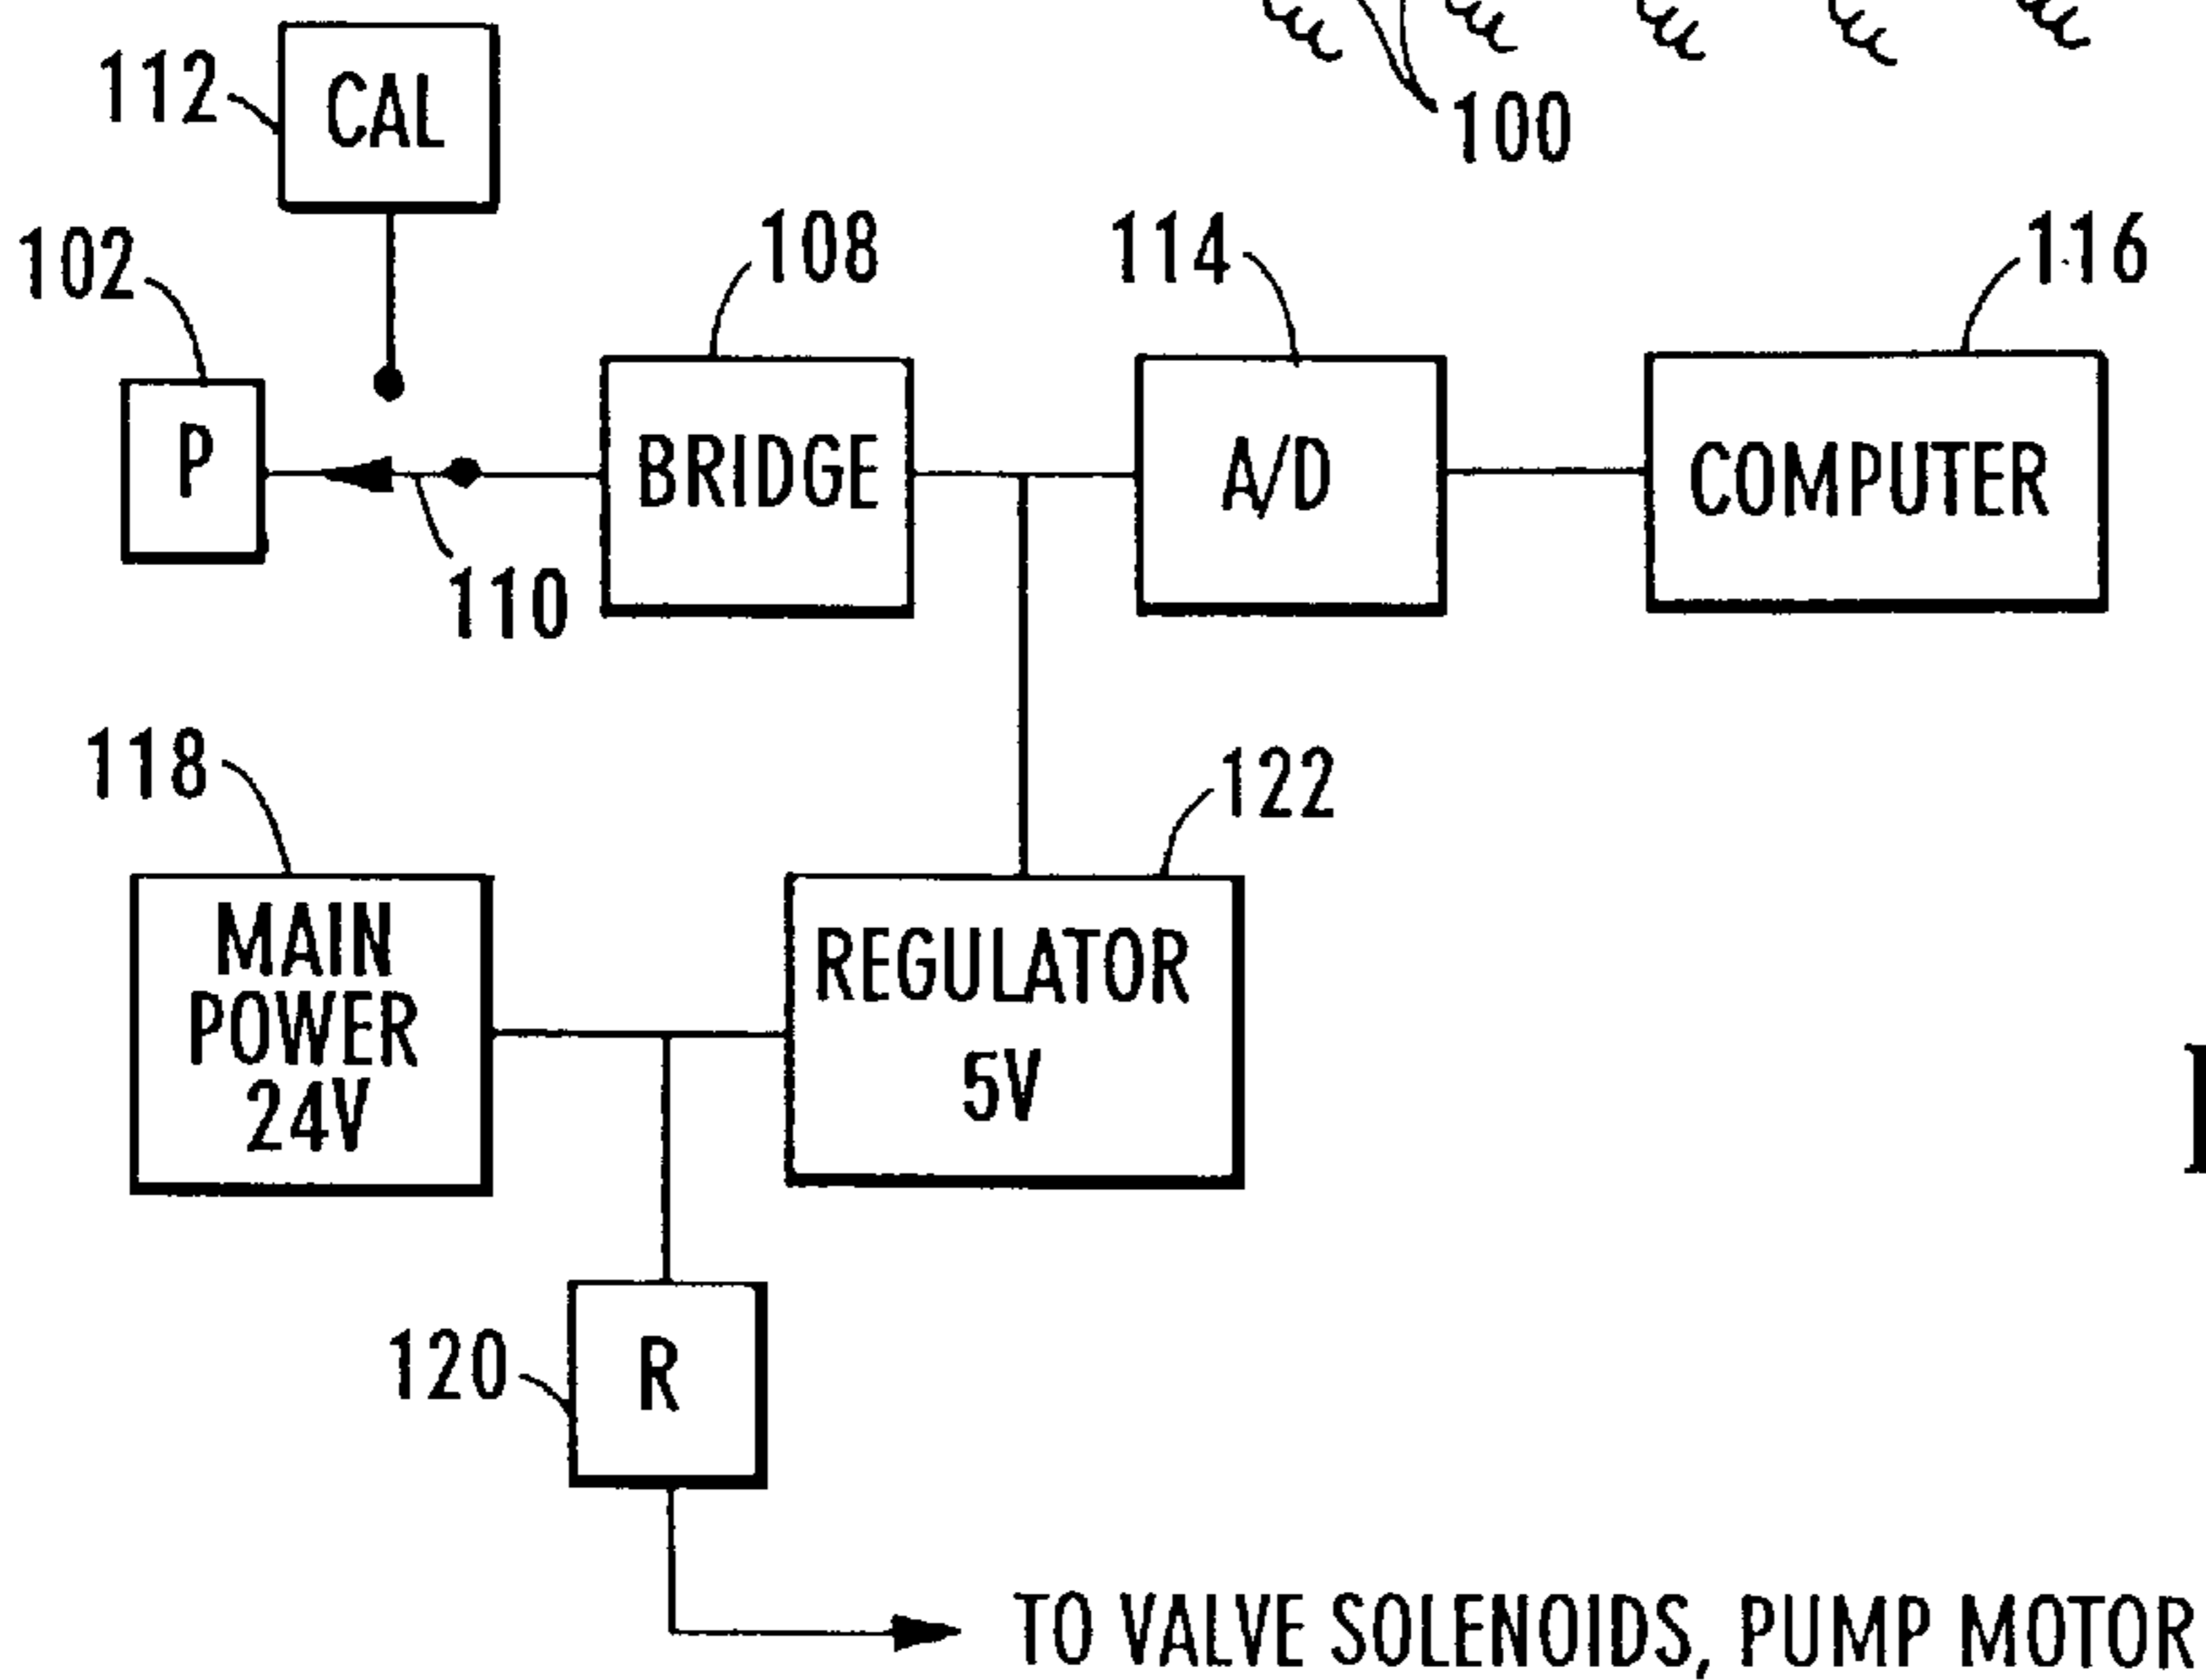 100
112
CAL
102
108
114
116
P
BRIDGE
A/D
COMPUTER
110
118
122
MAIN
POWER
24V
REGULATOR
5V
120
R
TO VALVE SOLENOIDS, PUMP MOTOR